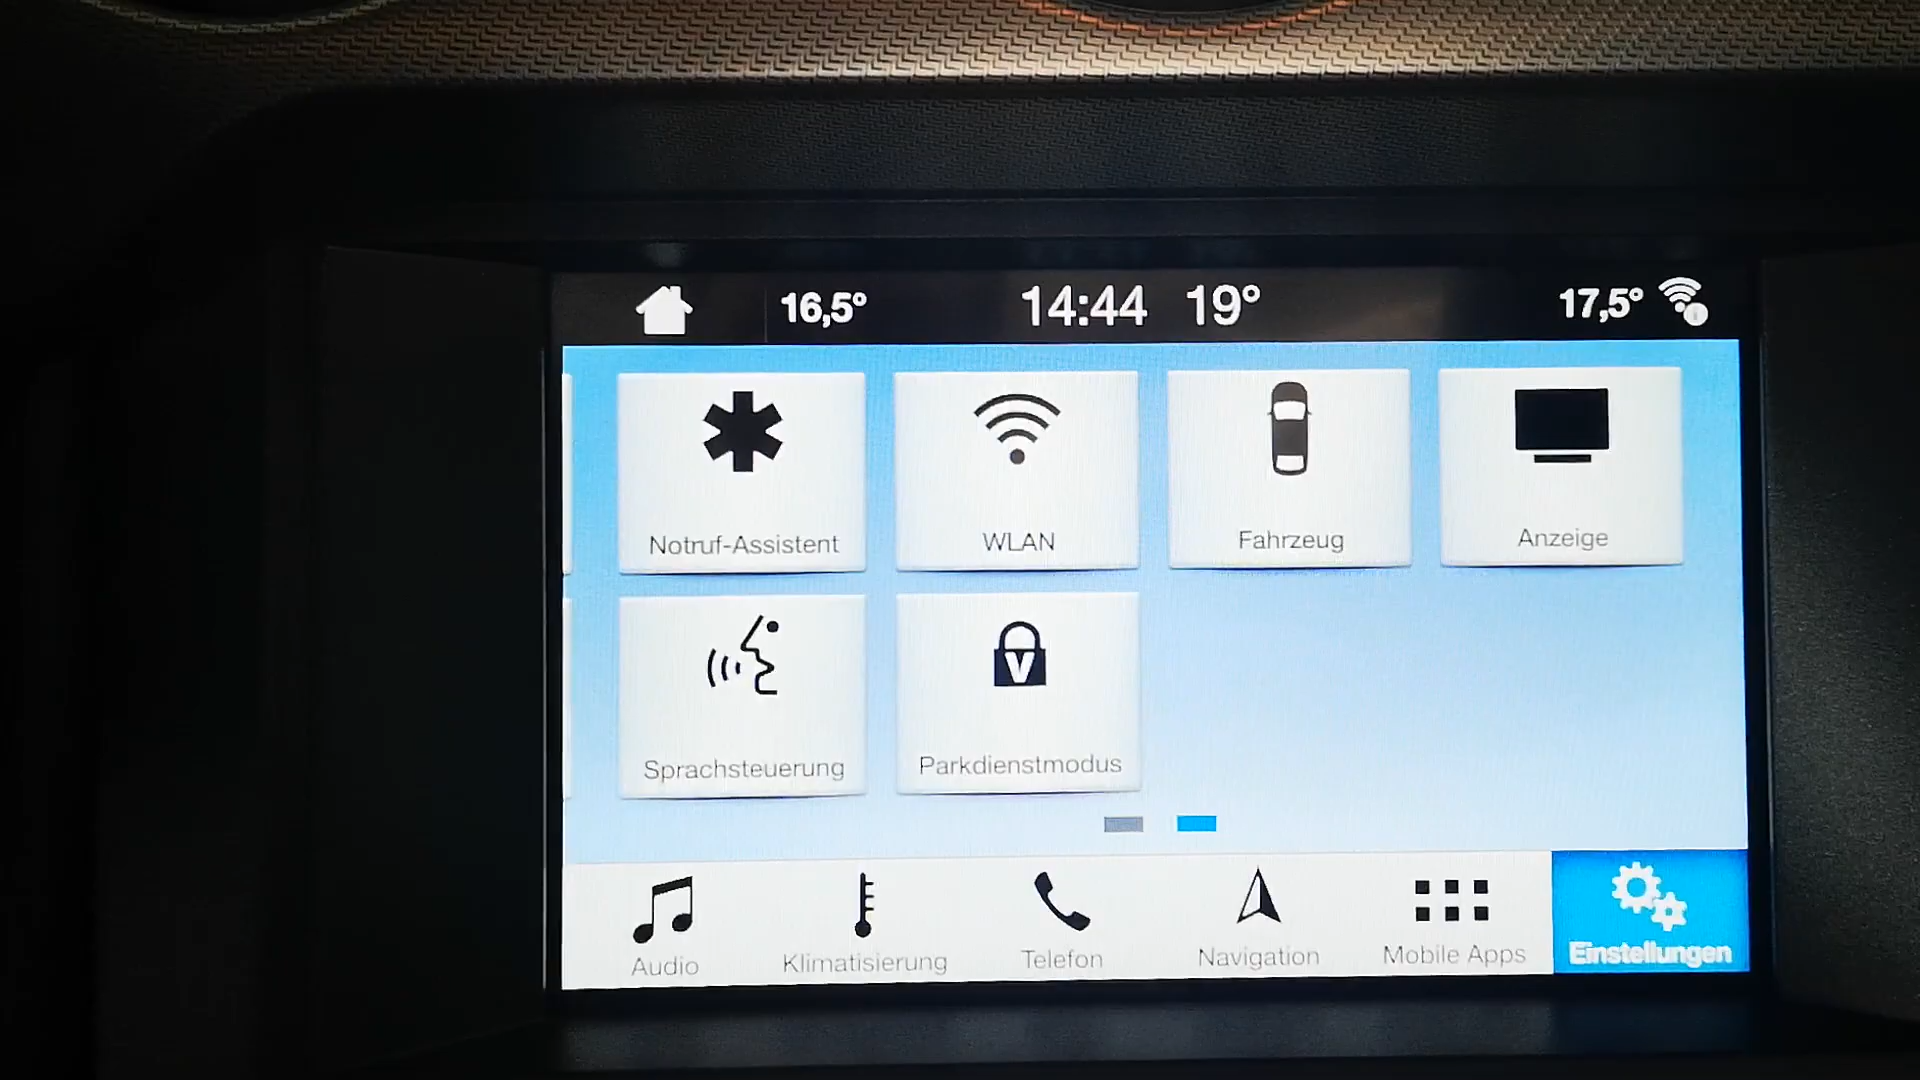 16,5° 14:44 19° 17,5°
Notruf-Assistent WLAN Fahrzeug Anzeige
V
Sprachsteuerung Parkdienstmodus
Audio Klimatisierung Telefon Navigation Mobile Apps Einstellungen